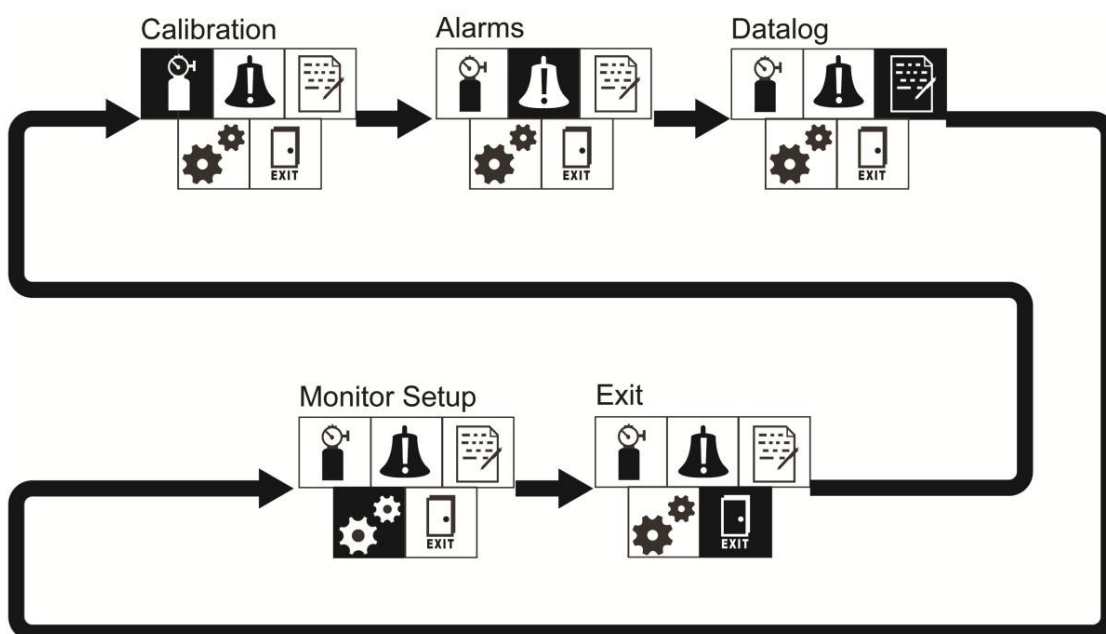 Calibration
Alarms
Datalog
EXIT
EXIT
EXIT
Monitor Setup
Exit
EXIT
EXIT